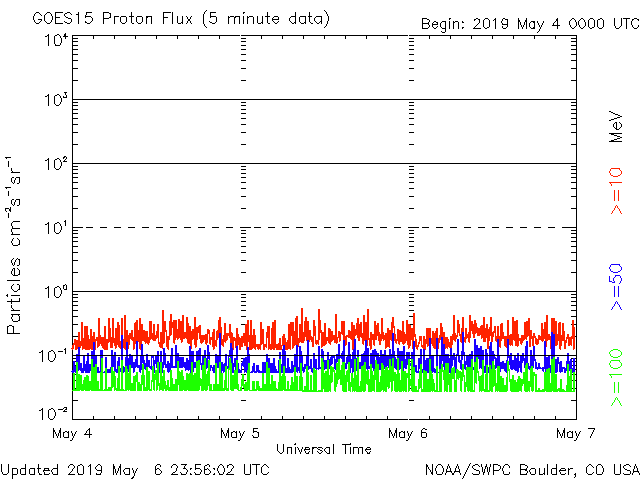 GOES15 Proton Flux (5 minute data)
Begin: 2019 May 4 0000 UTC
10⁴
10³
10²
10¹
10⁰
10⁻¹
10⁻²
Particles cm⁻²s⁻¹sr⁻¹
May 4
May 5
May 6
May 7
Universal Time
MeV
>=10
>=50
>=100
Updated 2019 May 6 23:56:02 UTC
NOAA/SWPC Boulder, CO USA